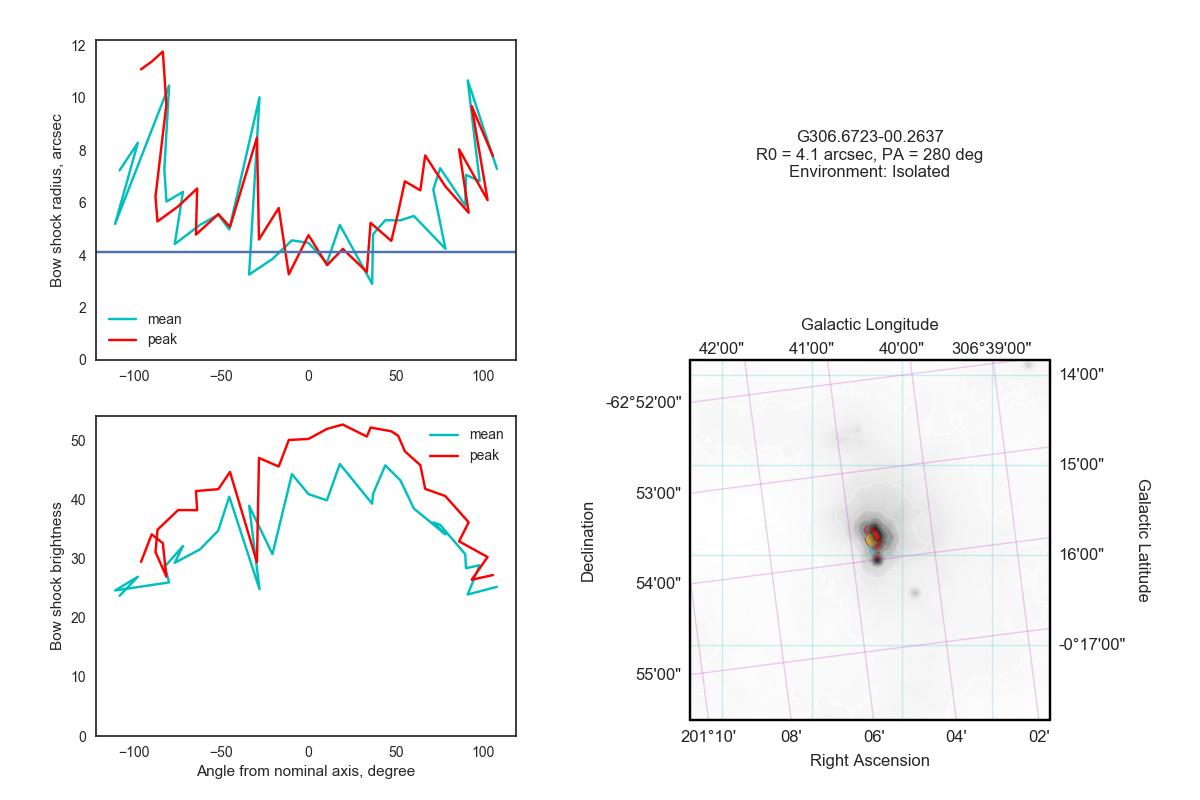 12
10
8
6
4
2
0
Bow shock radius, arcsec
mean
peak
−100
−50
0
50
100
50
40
30
20
10
0
Bow shock brightness
mean
peak
−100
−50
0
50
100
Angle from nominal axis, degree
G306.6723-00.2637
R0 = 4.1 arcsec, PA = 280 deg
Environment: Isolated
Galactic Longitude
42'00" 41'00" 40'00" 306°39'00"
-62°52'00"
53'00"
54'00"
55'00"
Declination
14'00"
15'00"
16'00"
-0°17'00"
Galactic Latitude
201°10' 08' 06' 04' 02'
Right Ascension